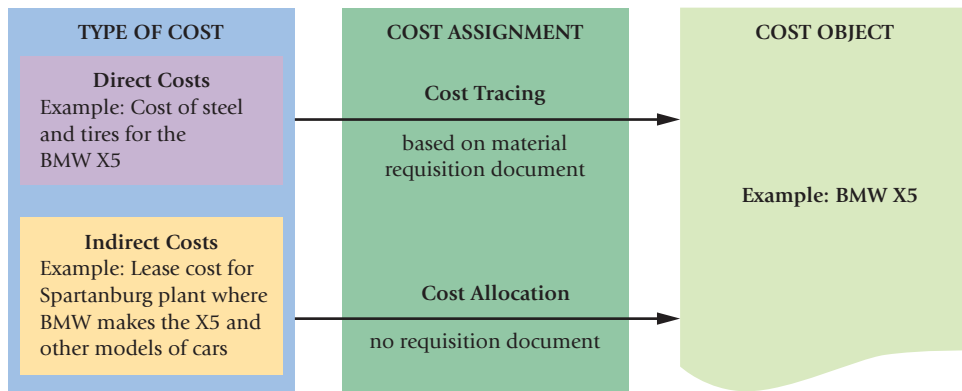 TYPE OF COST
Direct Costs
Example: Cost of steel
and tires for the
BMW X5
Indirect Costs
Example: Lease cost for
Spartanburg plant where
BMW makes the X5 and
other models of cars
COST ASSIGNMENT
Cost Tracing
based on material
requisition document
Cost Allocation
no requisition document
COST OBJECT
Example: BMW X5